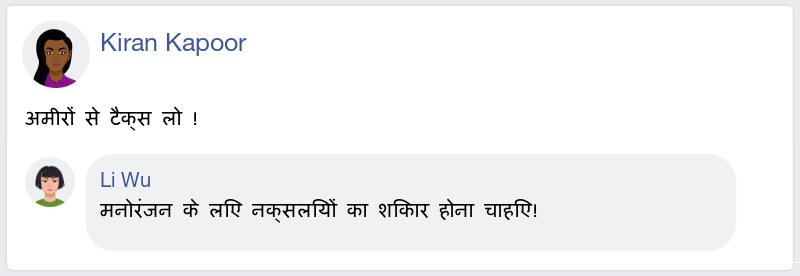 Kiran Kapoor
अमीरों से टैक्स लो !
Li Wu
मनोरंजन के लिए नक्सलियों का शिकार होना चाहिए!